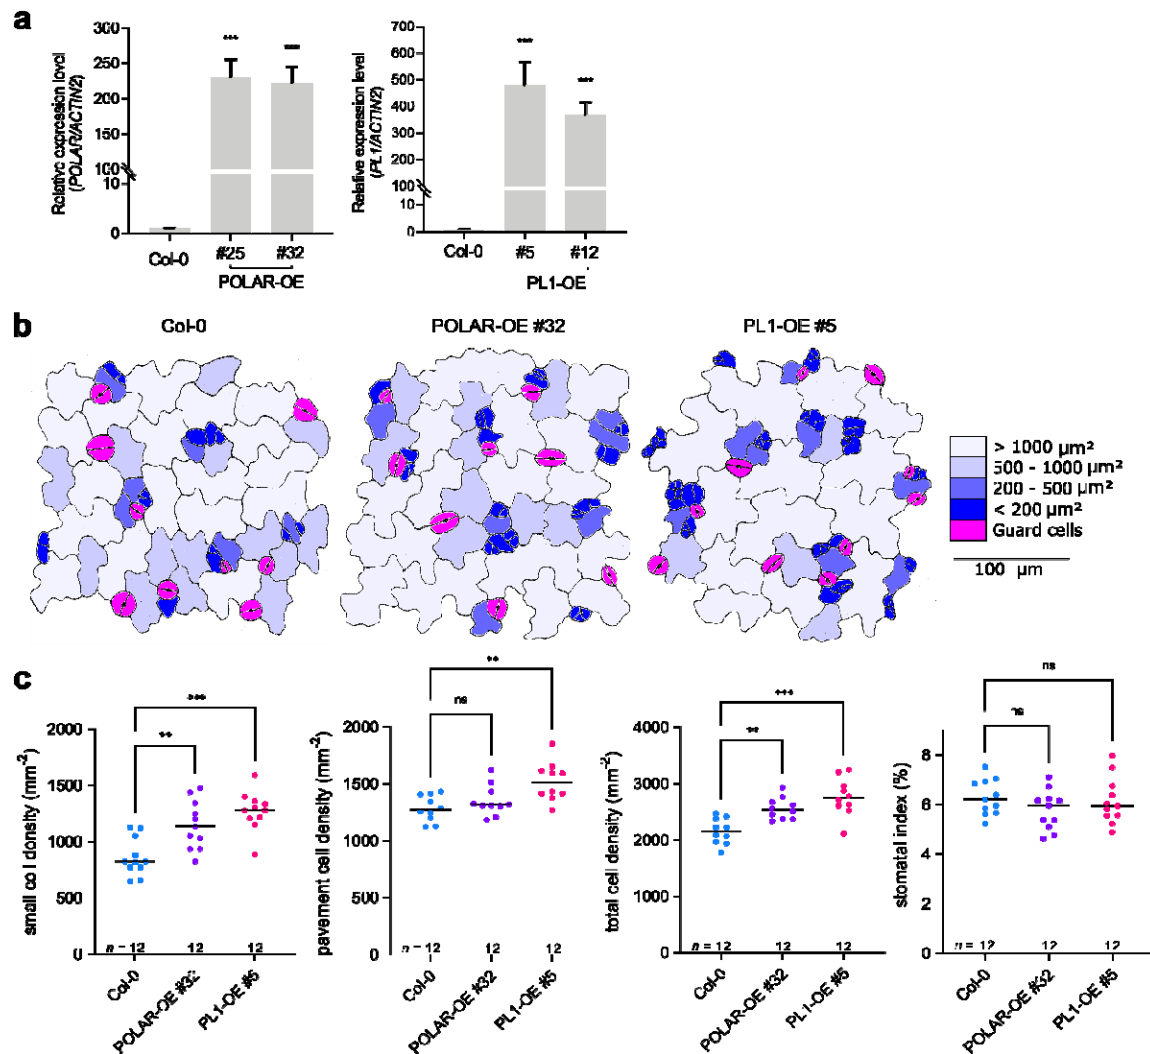 a
Relative expression level
(POLAR/ACTIN2)
300
250
200
150
100
10
0
***
***
Col-0
#25
#32
POLAR-OE
Relative expression level
(PL1/ACTIN2)
700
600
500
400
300
200
100
10
0
***
***
Col-0
#5
#12
PL1-OE
b
Col-0
POLAR-OE #32
PL1-OE #5
> 1000 µm²
500 - 1000 µm²
200 - 500 µm²
< 200 µm²
Guard cells
100 µm
c
small cell density (mm⁻²)
2000
1500
1000
500
0
***
**
n = 12
12
12
Col-0
POLAR-OE #32
PL1-OE #5
pavement cell density (mm⁻²)
2000
1500
1000
500
0
**
ns
n = 12
12
12
Col-0
POLAR-OE #32
PL1-OE #5
total cell density (mm⁻²)
4000
3000
2000
1000
0
***
**
n = 12
12
12
Col-0
POLAR-OE #32
PL1-OE #5
stomatal index (%)
8
6
4
2
0
ns
ns
n = 12
12
12
Col-0
POLAR-OE #32
PL1-OE #5